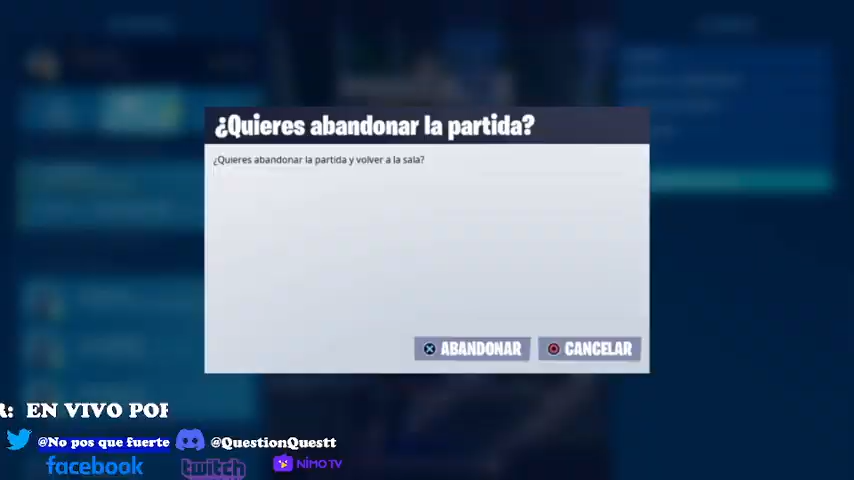 ¿Quieres abandonar la partida?
¿Quieres abandonar la partida y volver a la sala?
ABANDONAR
CANCELAR
R: EN VIVO POR
@No pos que fuerte
@QuestionQuestt
facebook
twitch
NIMO TV